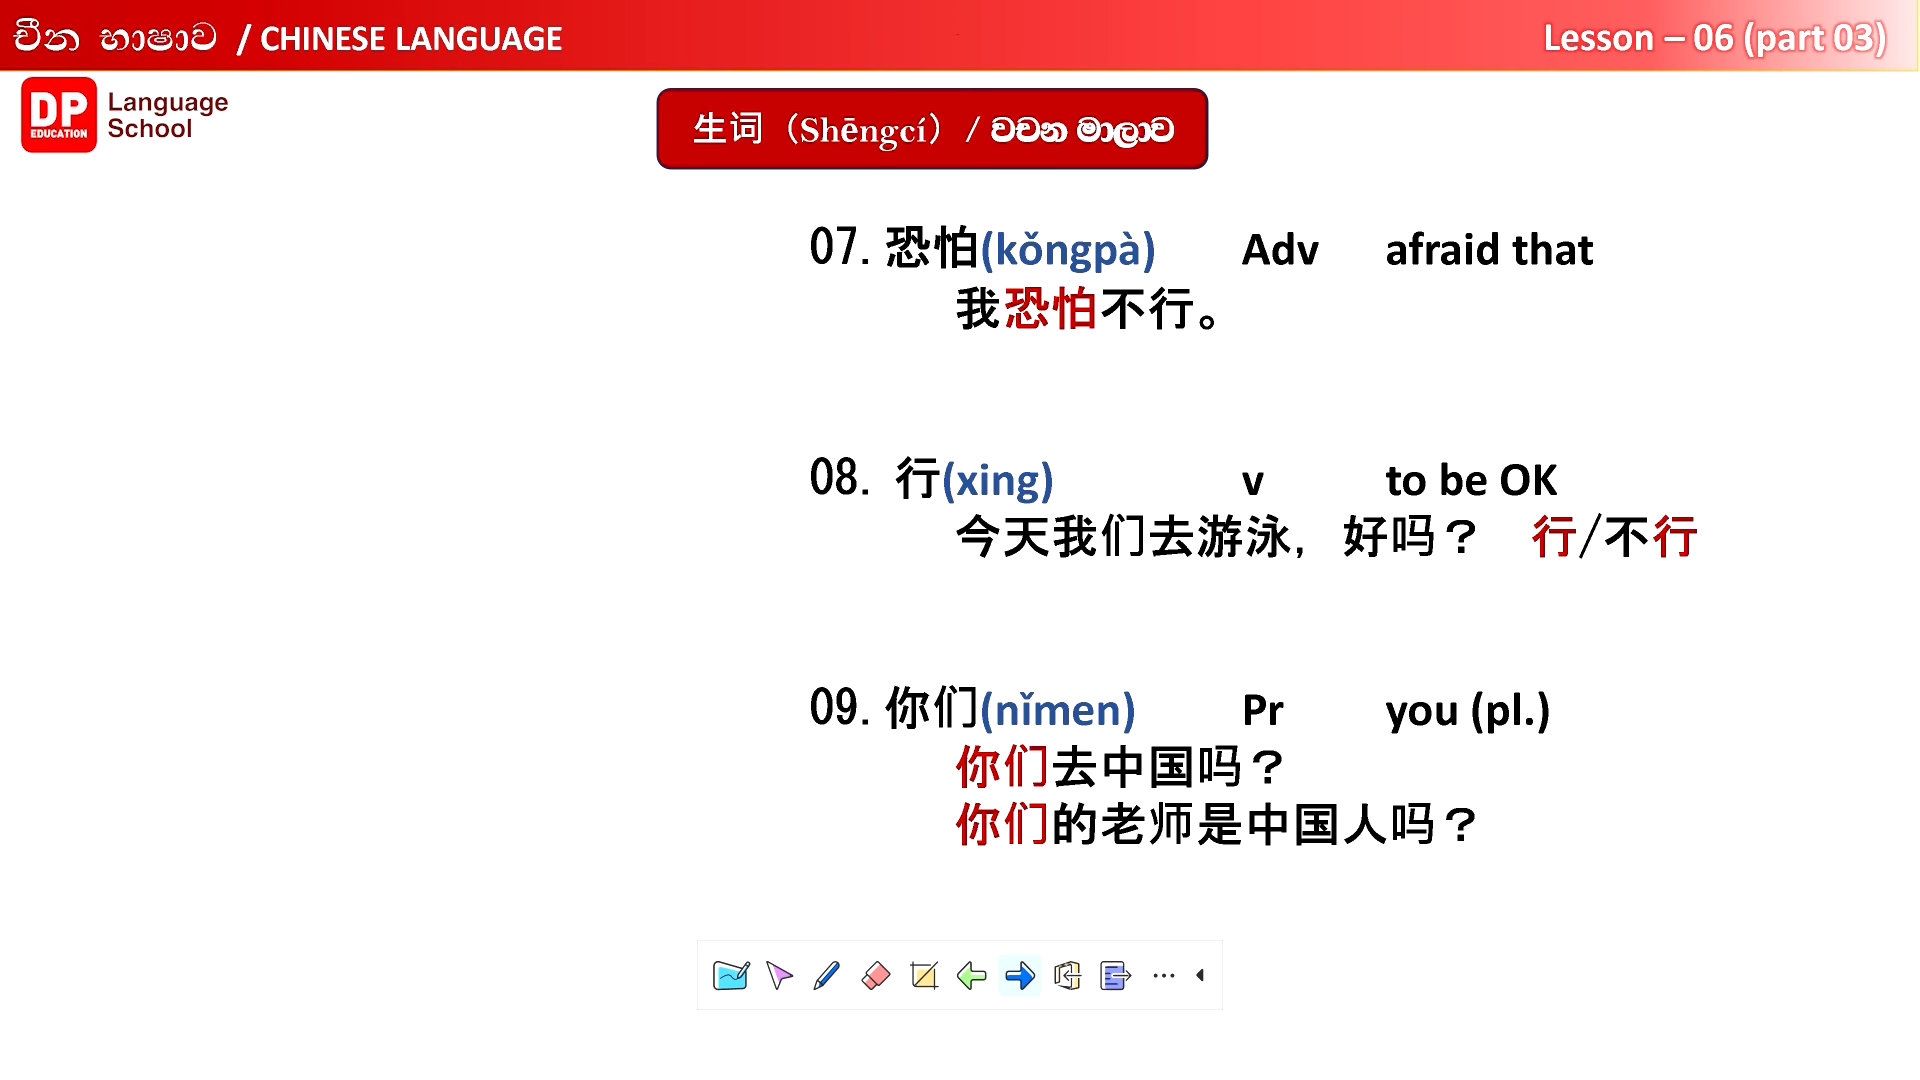 චීන භාෂාව / CHINESE LANGUAGE
Lesson – 06 (part 03)
DP
EDUCATION
Language
School
生词（Shēngcí）/ වචන මාලාව
07. 恐怕(kǒngpà) Adv afraid that
我恐怕不行。
08. 行(xing) v to be OK
今天我们去游泳, 好吗？ 行/不行
09. 你们(nǐmen) Pr you (pl.)
你们去中国吗？
你们的老师是中国人吗？